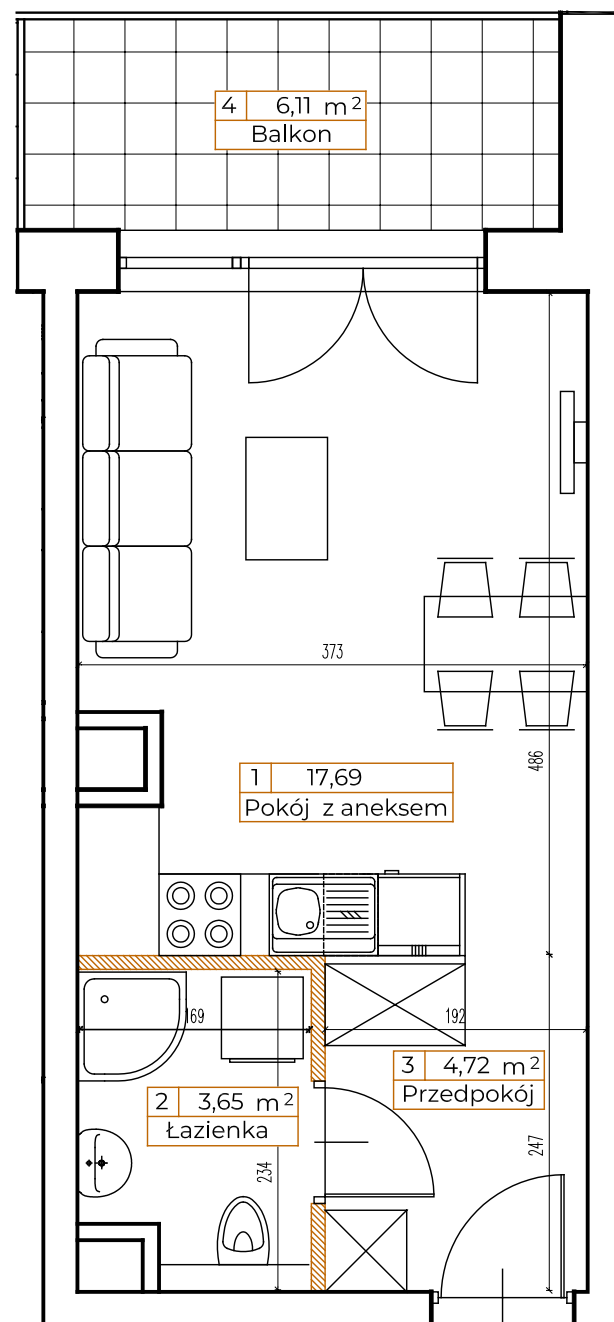 4 6,11 m²
Balkon
373
486
1 17,69
Pokój z aneksem
169
192
3 4,72 m²
Przedpokój
2 3,65 m²
Łazienka
234
247